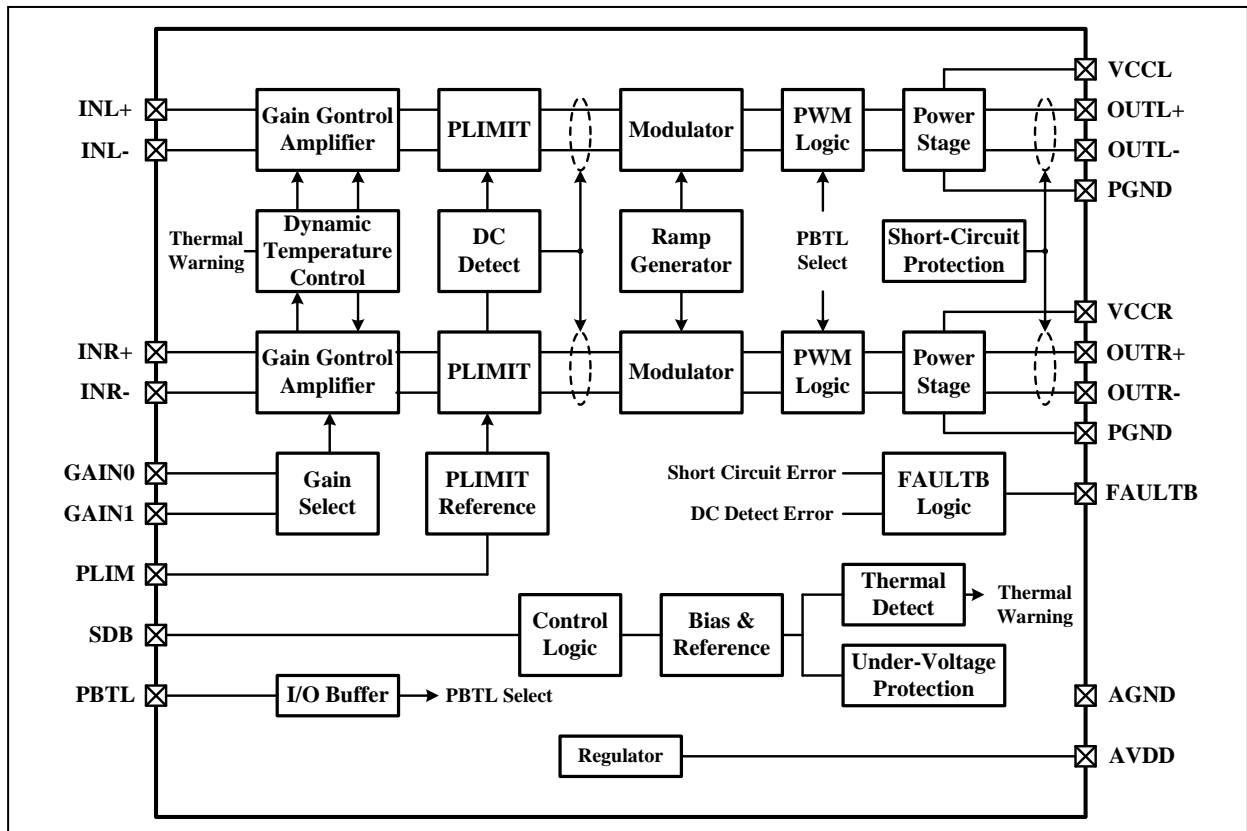 VCCL
INL+
Gain Gontrol
Amplifier
PLIMIT
Modulator
PWM
Logic
Power
Stage
OUTL+
INL-
OUTL-
PGND
Thermal
Warning
Dynamic
Temperature
Control
DC
Detect
Ramp
Generator
PBTL
Select
Short-Circuit
Protection
VCCR
INR+
Gain Gontrol
Amplifier
PLIMIT
Modulator
PWM
Logic
Power
Stage
OUTR+
INR-
OUTR-
PGND
GAIN0
GAIN1
Gain
Select
PLIMIT
Reference
Short Circuit Error
DC Detect Error
FAULTB
Logic
FAULTB
PLIM
SDB
Control
Logic
Bias &
Reference
Thermal
Detect
Thermal
Warning
Under-Voltage
Protection
PBTL
I/O Buffer
PBTL Select
AGND
Regulator
AVDD